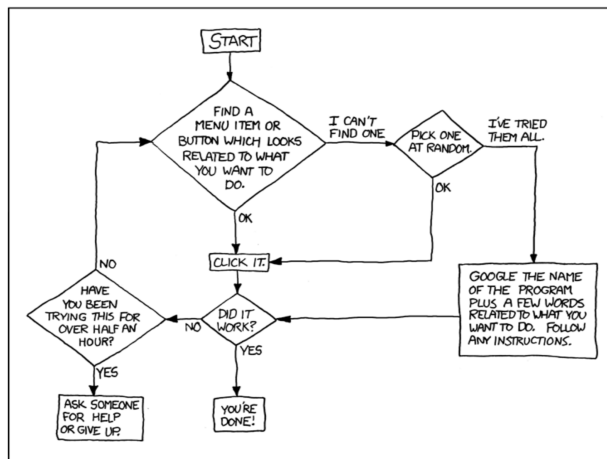 START
FIND A
MENU ITEM OR
BUTTON WHICH LOOKS
RELATED TO WHAT
YOU WANT TO
DO.
I CAN'T
FIND ONE
PICK ONE
AT RANDOM.
I'VE TRIED
THEM ALL.
OK
OK
CLICK IT.
GOOGLE THE NAME
OF THE PROGRAM
PLUS A FEW WORDS
RELATED TO WHAT YOU
WANT TO DO. FOLLOW
ANY INSTRUCTIONS.
DID IT
WORK?
NO
YES
YOU'RE
DONE!
HAVE
YOU BEEN
TRYING THIS FOR
OVER HALF AN
HOUR?
NO
YES
ASK SOMEONE
FOR HELP
OR GIVE UP.